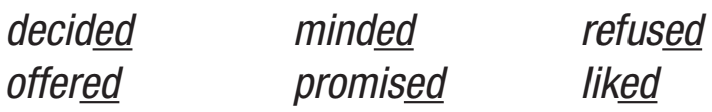 decided minded refused
offered promised liked